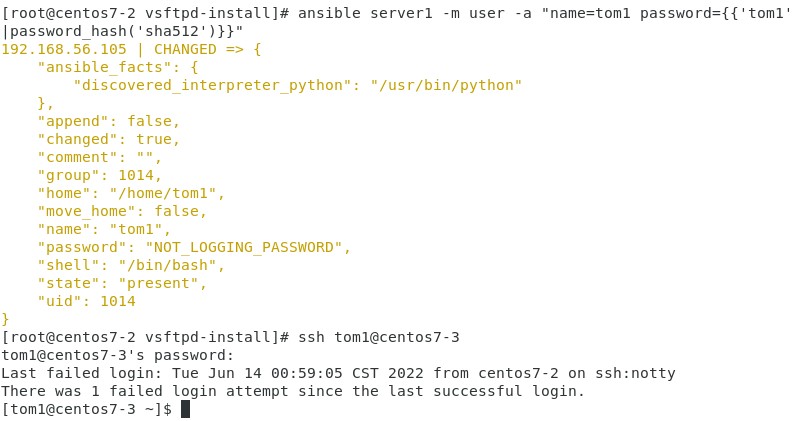 [root@centos7-2 vsftpd-install]# ansible server1 -m user -a "name=tom1 password={{'tom1'
|password_hash('sha512')}}"
192.168.56.105 | CHANGED => {
    "ansible_facts": {
        "discovered_interpreter_python": "/usr/bin/python"
    },
    "append": false,
    "changed": true,
    "comment": "",
    "group": 1014,
    "home": "/home/tom1",
    "move_home": false,
    "name": "tom1",
    "password": "NOT_LOGGING_PASSWORD",
    "shell": "/bin/bash",
    "state": "present",
    "uid": 1014
}
[root@centos7-2 vsftpd-install]# ssh tom1@centos7-3
tom1@centos7-3's password:
Last failed login: Tue Jun 14 00:59:05 CST 2022 from centos7-2 on ssh:notty
There was 1 failed login attempt since the last successful login.
[tom1@centos7-3 ~]$